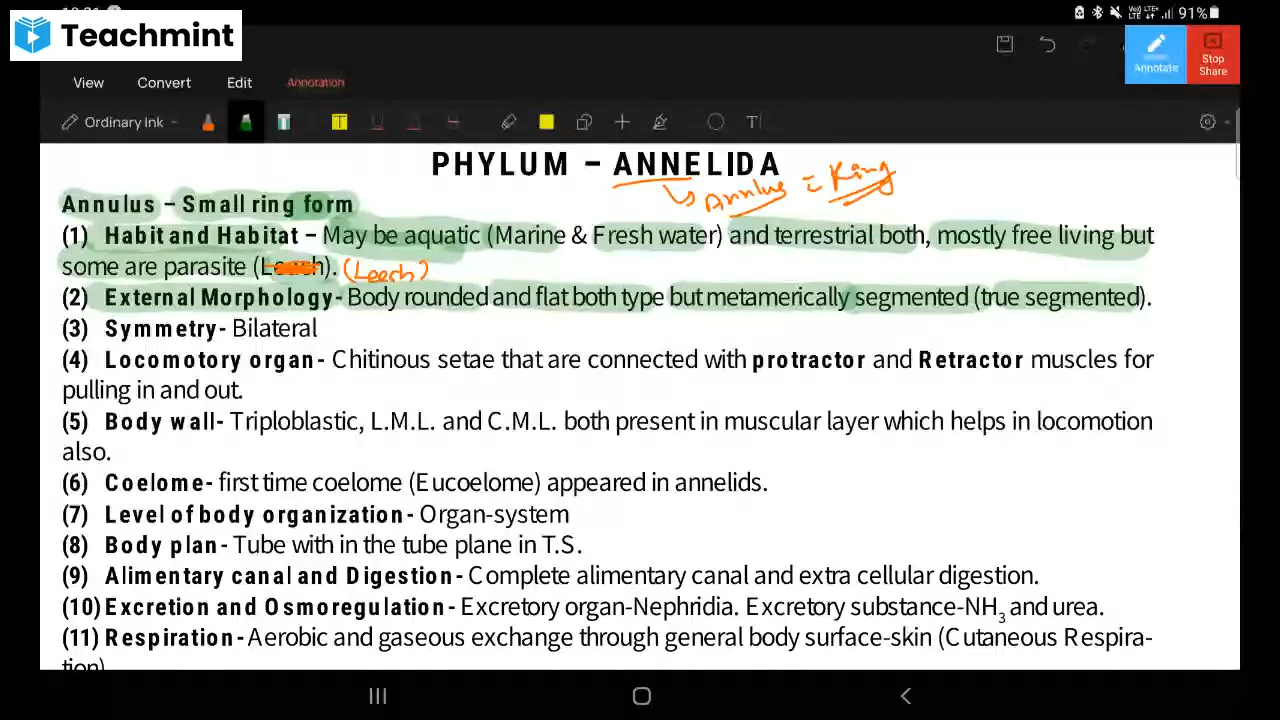 Teachmint
91%
Annotate
Stop Share
View Convert Edit Annotation
Ordinary Ink
PHYLUM – ANNELIDA
Annulus = Ring
Annulus – Small ring form
(1) Habit and Habitat – May be aquatic (Marine & Fresh water) and terrestrial both, mostly free living but
some are parasite (Leech). (Leech)
(2) External Morphology- Body rounded and flat both type but metamerically segmented (true segmented).
(3) Symmetry- Bilateral
(4) Locomotory organ- Chitinous setae that are connected with protractor and Retractor muscles for
pulling in and out.
(5) Body wall- Triploblastic, L.M.L. and C.M.L. both present in muscular layer which helps in locomotion
also.
(6) Coelome- first time coelome (Eucoelome) appeared in annelids.
(7) Level of body organization- Organ-system
(8) Body plan- Tube with in the tube plane in T.S.
(9) Alimentary canal and Digestion- Complete alimentary canal and extra cellular digestion.
(10) Excretion and Osmoregulation- Excretory organ-Nephridia. Excretory substance-NH3 and urea.
(11) Respiration- Aerobic and gaseous exchange through general body surface-skin (Cutaneous Respira-
tion)